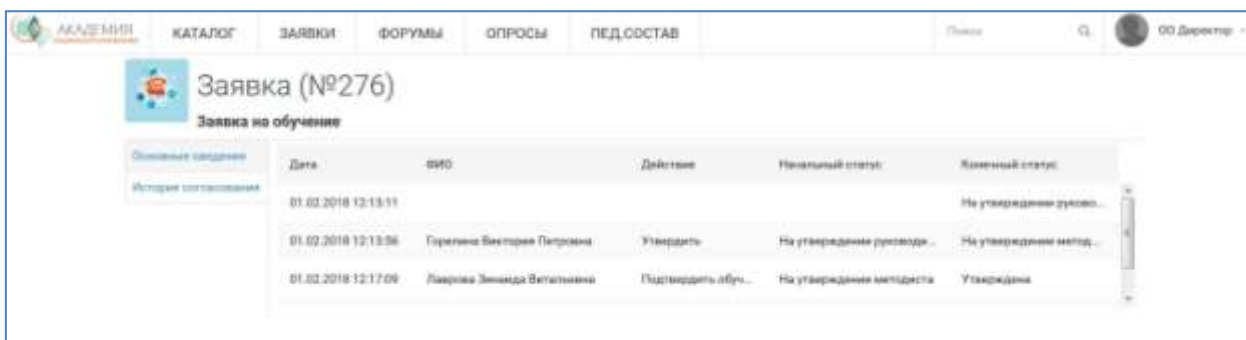 АКАДЕМИЯ КАТАЛОГ ЗАЯВКИ ФОРУМЫ ОПРОСЫ ПЕД.СОСТАВ Поиск ОО Директор
Заявка (№276)
Заявка на обучение
Основные сведения
История согласования
Дата ФИО Действие Начальный статус Конечный статус
01.02.2018 12:13:11 На утверждении руково...
01.02.2018 12:13:56 Горелина Виктория Петровна Утвердить На утверждении руководи... На утверждении метод...
01.02.2018 12:17:09 Лаврова Зинаида Витальевна Подтвердить обуч... На утверждении методиста Утверждена